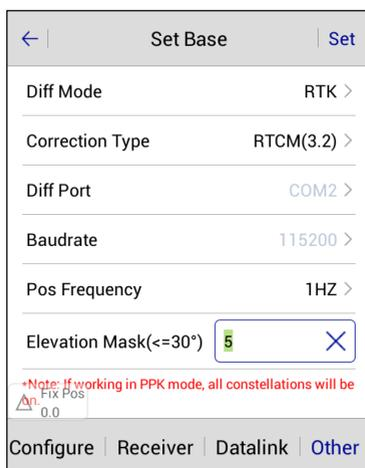 Set Base
Set
Diff Mode
RTK
Correction Type
RTCM(3.2)
Diff Port
COM2
Baudrate
115200
Pos Frequency
1HZ
Elevation Mask(<=30°)
5
*Note: If working in PPK mode, all constellations will be
on.
Fix Pos
0.0
Configure
Receiver
Datalink
Other